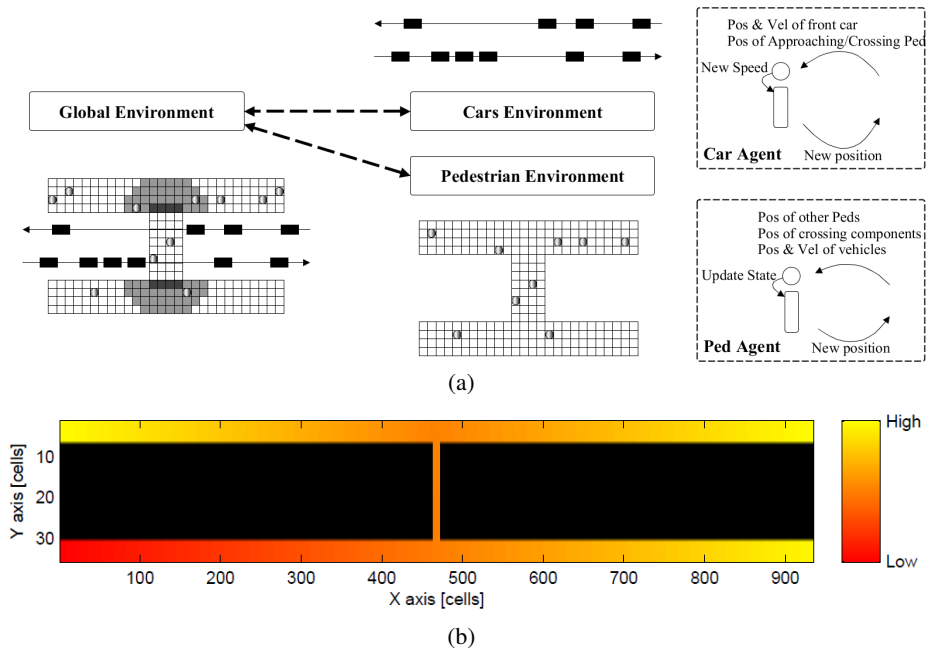 Pos & Vel of front car
Pos of Approaching/Crossing Ped
New Speed
Car Agent
New position
Global Environment
Cars Environment
Pedestrian Environment
Pos of other Peds
Pos of crossing components
Pos & Vel of vehicles
Update State
Ped Agent
New position
(a)
High
Low
Y axis [cells]
10
20
30
100 200 300 400 500 600 700 800 900
X axis [cells]
(b)